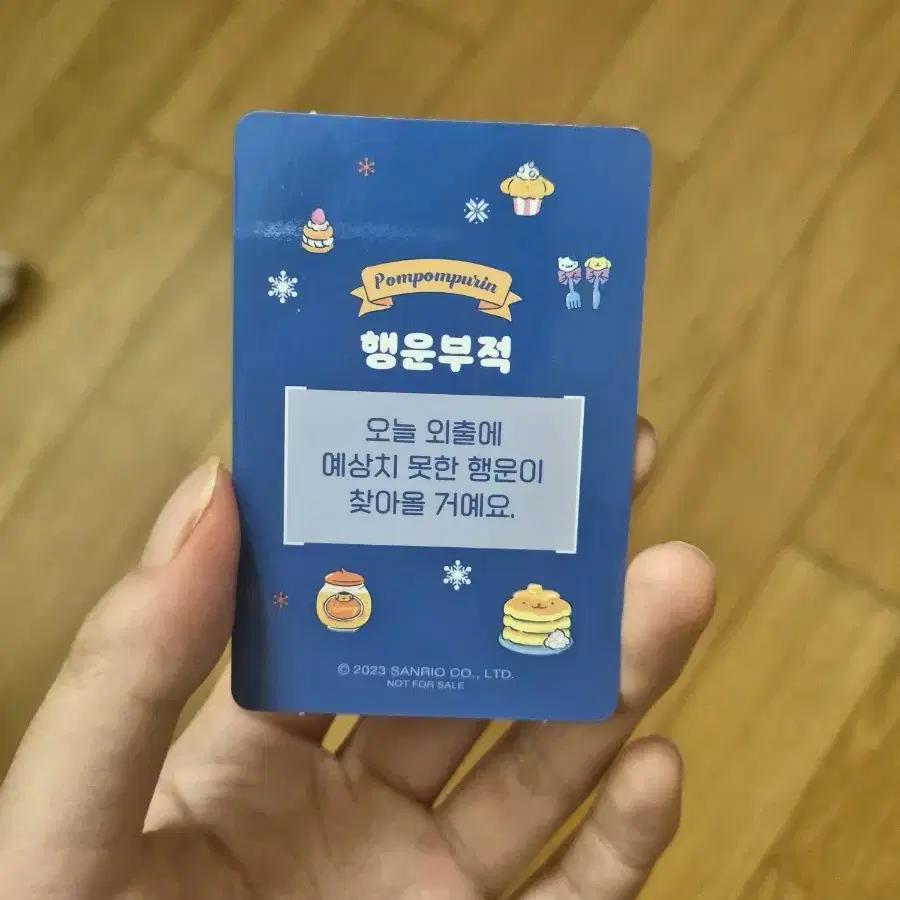 Pompompurin
행운부적
오늘 외출에
예상치 못한 행운이
찾아올 거예요.
© 2023 SANRIO CO., LTD.
NOT FOR SALE